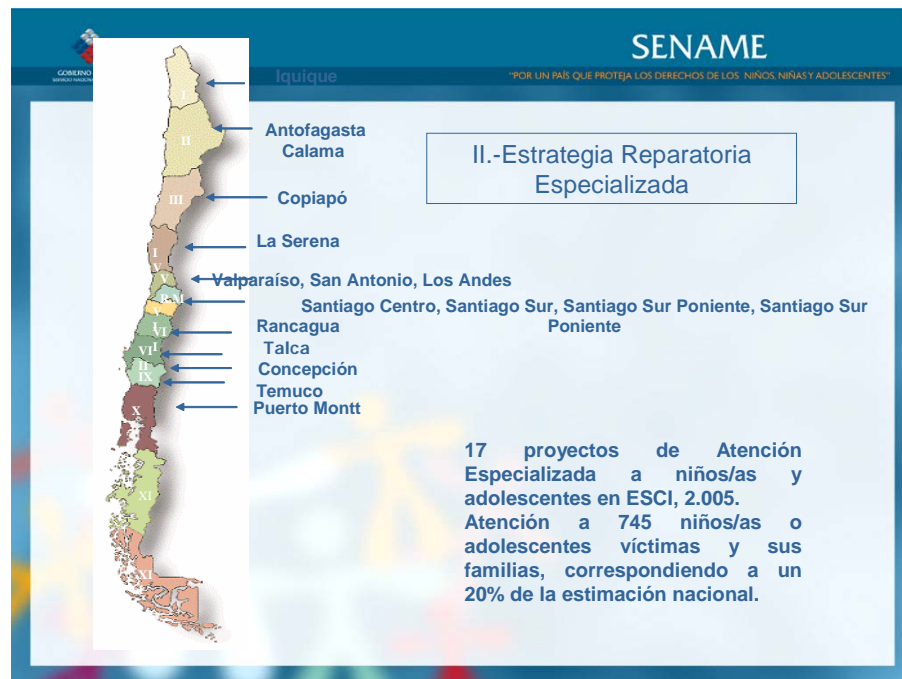 SENAME
GOBIERNO
"POR UN PAÍS QUE PROTEJA LOS DERECHOS DE LOS NIÑOS, NIÑAS Y ADOLESCENTES"
Iquique
I
Antofagasta
Calama
II
II.-Estrategia Reparatoria
Especializada
Copiapó
III
La Serena
I
V
Valparaíso, San Antonio, Los Andes
V
R.M
Santiago Centro, Santiago Sur, Santiago Sur Poniente, Santiago Sur
Poniente
V
I
Rancagua
VI
Talca
VI
I
II
Concepción
IX
Temuco
Puerto Montt
X
17 proyectos de Atención
Especializada a niños/as y
adolescentes en ESCI, 2.005.
Atención a 745 niños/as o
adolescentes víctimas y sus
familias, correspondiendo a un
20% de la estimación nacional.
XI
XI